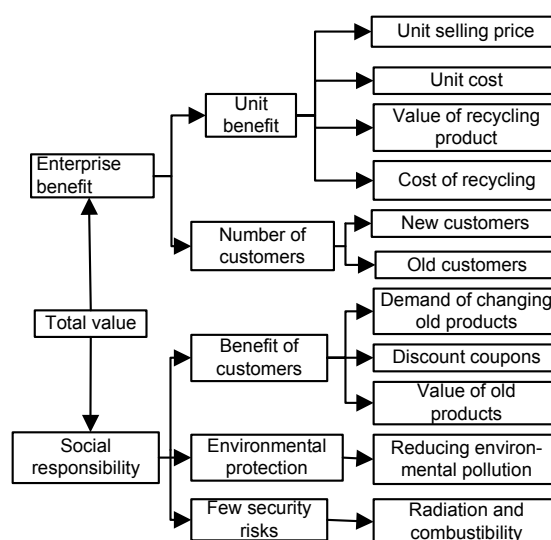 Unit selling price
Unit cost
Unit
benefit
Value of recycling
product
Enterprise
benefit
Cost of recycling
New customers
Number of
customers
Old customers
Total value
Demand of changing
old products
Benefit of
customers
Discount coupons
Value of old
products
Social
responsibility
Environmental
protection
Reducing environ-
mental pollution
Few security
risks
Radiation and
combustibility